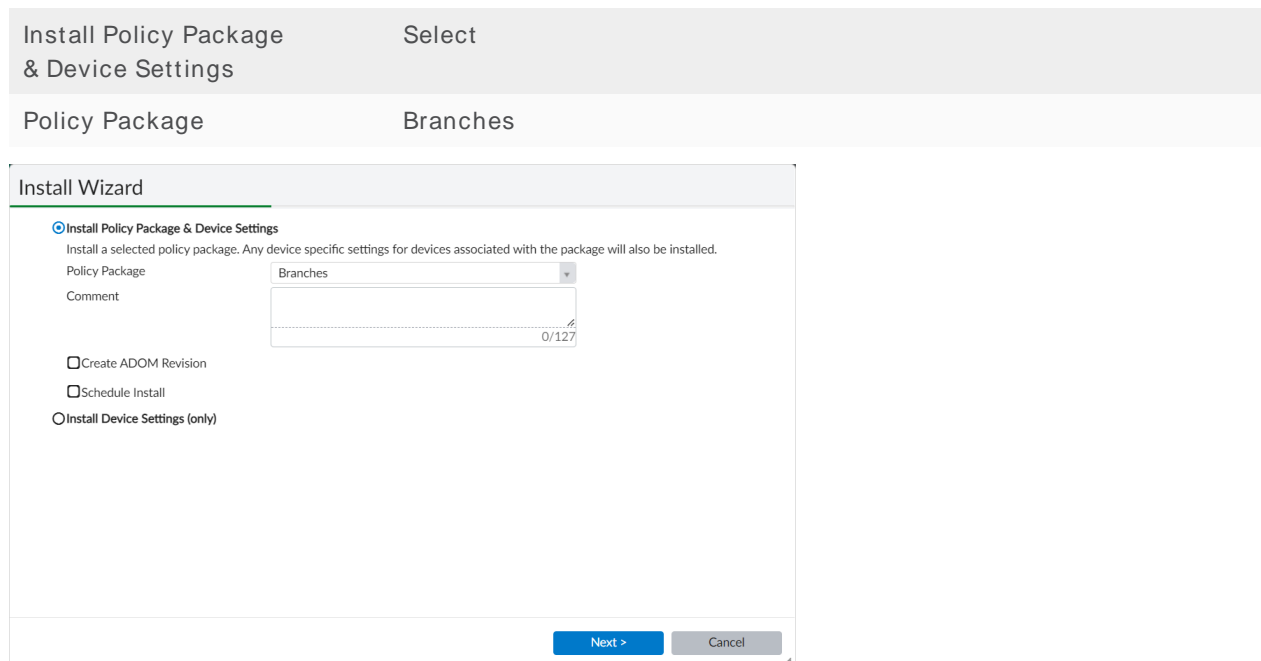 Install Policy Package Select
& Device Settings
Policy Package Branches
Install Wizard
Install Policy Package & Device Settings
Install a selected policy package. Any device specific settings for devices associated with the package will also be installed.
Policy Package Branches
Comment
0/127
Create ADOM Revision
Schedule Install
Install Device Settings (only)
Next > Cancel